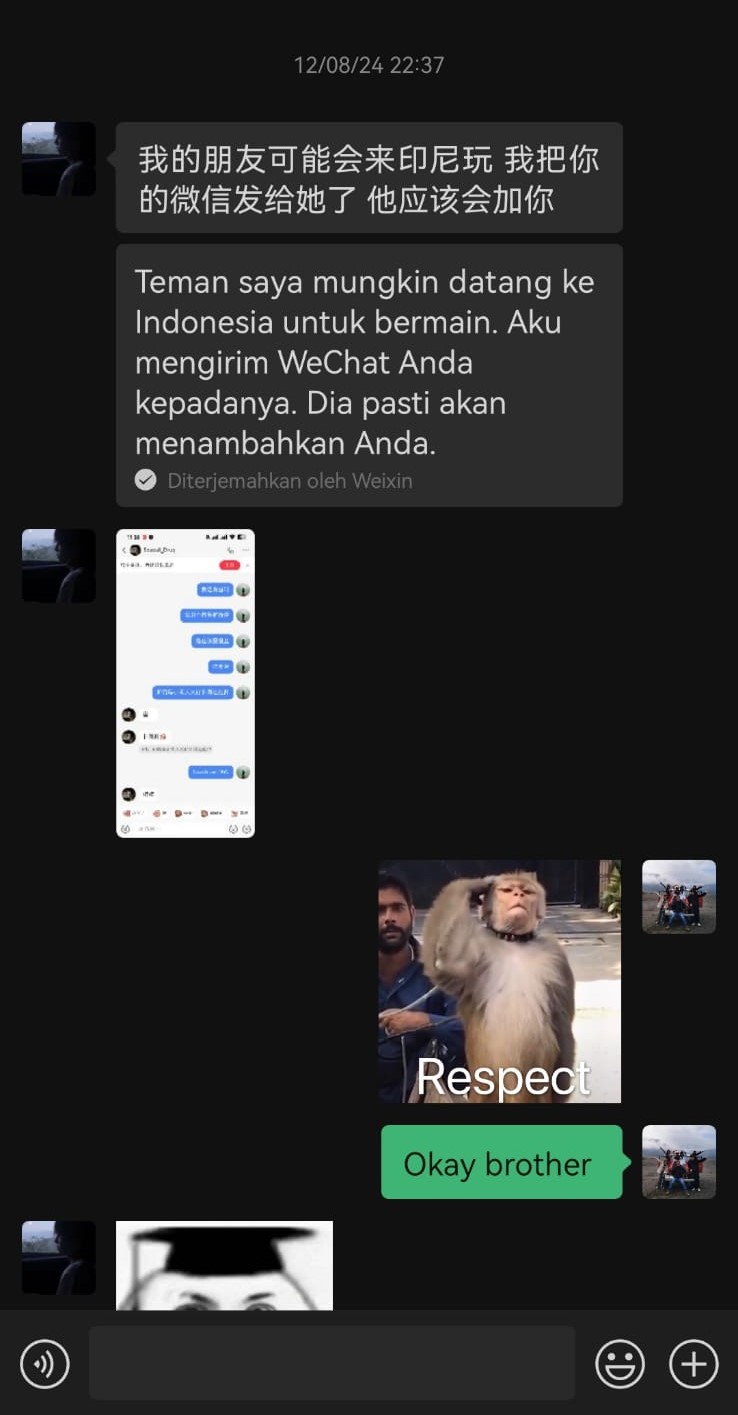 12/08/24 22:37
我的朋友可能会来印尼玩 我把你
的微信发给她了 他应该会加你
Teman saya mungkin datang ke
Indonesia untuk bermain. Aku
mengirim WeChat Anda
kepadanya. Dia pasti akan
menambahkan Anda.
Diterjemahkan oleh Weixin
Respect
Okay brother